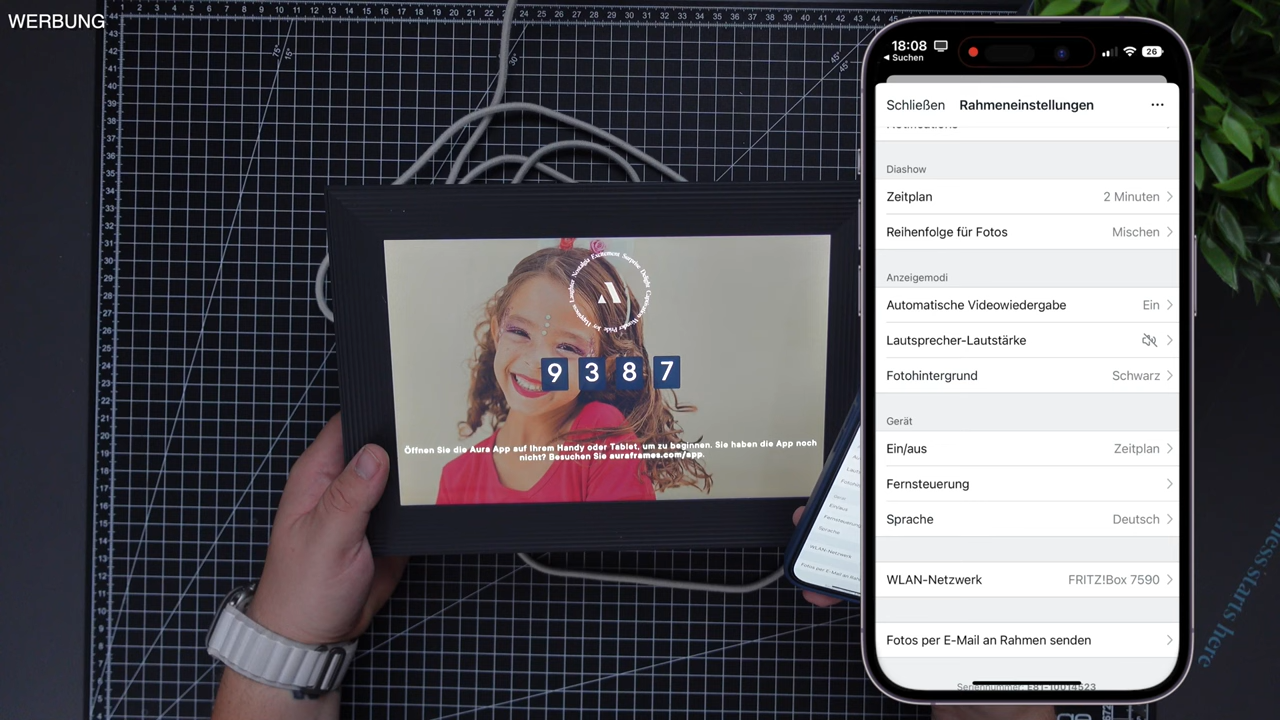 WERBUNG
18:08
Suchen
26
Schließen
Rahmeneinstellungen
Notifications
Diashow
Zeitplan
2 Minuten
Reihenfolge für Fotos
Mischen
Anzeigemodi
Automatische Videowiedergabe
Ein
Lautsprecher-Lautstärke
Fotohintergrund
Schwarz
Gerät
Ein/aus
Zeitplan
Fernsteuerung
Sprache
Deutsch
WLAN-Netzwerk
FRITZ!Box 7590
Fotos per E-Mail an Rahmen senden
9 3 8 7
Öffnen Sie die Aura App auf Ihrem Handy oder Tablet, um zu beginnen. Sie haben die App noch
nicht? Besuchen Sie auraframes.com/app.
starts here